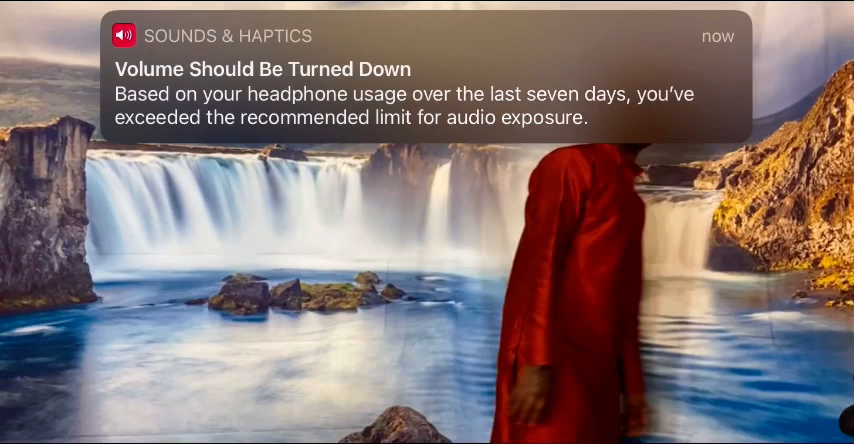 SOUNDS & HAPTICS
now
Volume Should Be Turned Down
Based on your headphone usage over the last seven days, you’ve
exceeded the recommended limit for audio exposure.